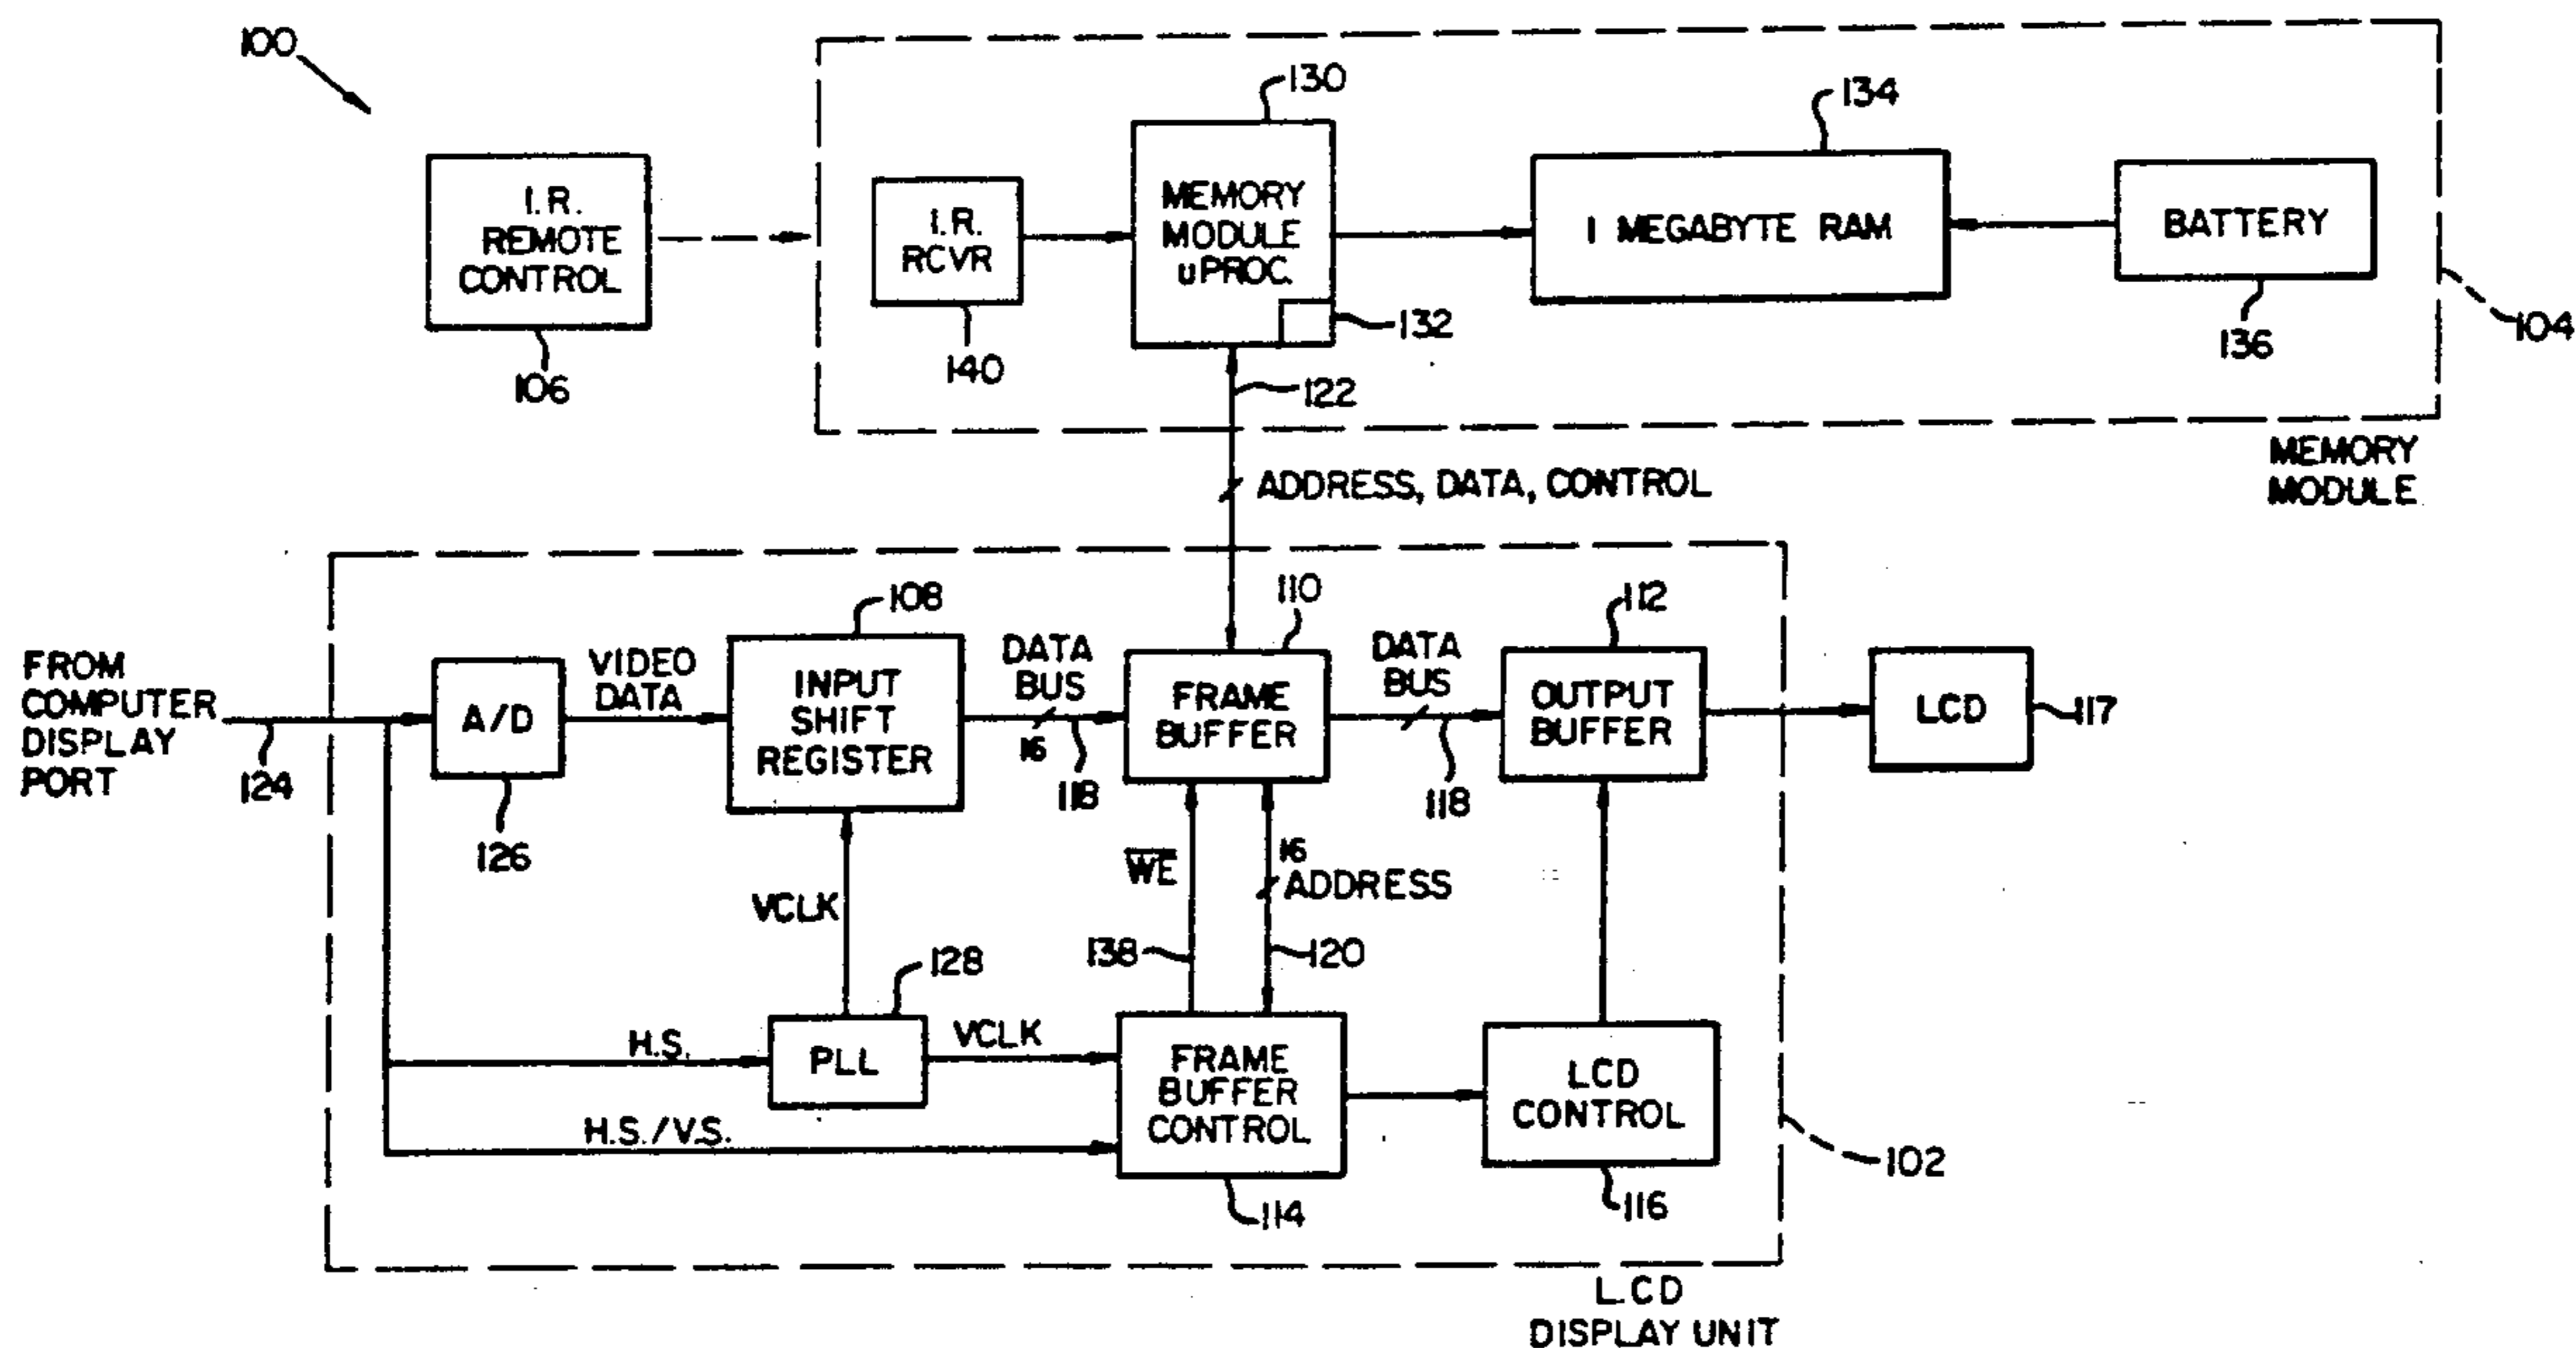 100
130
134
I.R.
REMOTE
CONTROL
106
I.R.
RCVR
140
MEMORY
MODULE
uPROC.
132
1 MEGABYTE RAM
BATTERY
136
104
122
MEMORY
MODULE
ADDRESS, DATA, CONTROL
FROM
COMPUTER
DISPLAY
PORT
124
A/D
126
VIDEO
DATA
108
INPUT
SHIFT
REGISTER
DATA
BUS
16
118
110
FRAME
BUFFER
DATA
BUS
118
112
OUTPUT
BUFFER
LCD
117
VCLK
W̅E̅
16
ADDRESS
138
120
128
H.S.
PLL
VCLK
H.S./V.S.
FRAME
BUFFER
CONTROL
114
LCD
CONTROL
116
102
LCD
DISPLAY UNIT